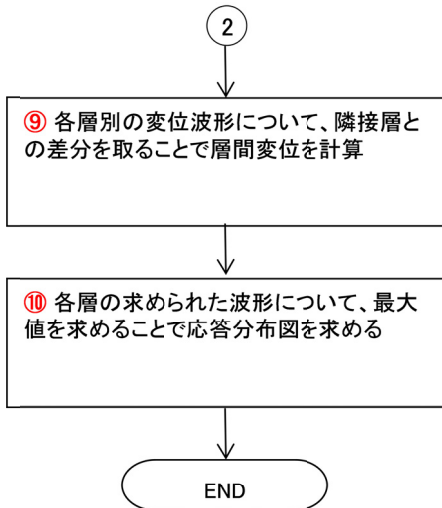 2
⑨ 各層別の変位波形について、隣接層と
の差分を取ることで層間変位を計算
⑩ 各層の求められた波形について、最大
値を求めることで応答分布図を求める
END